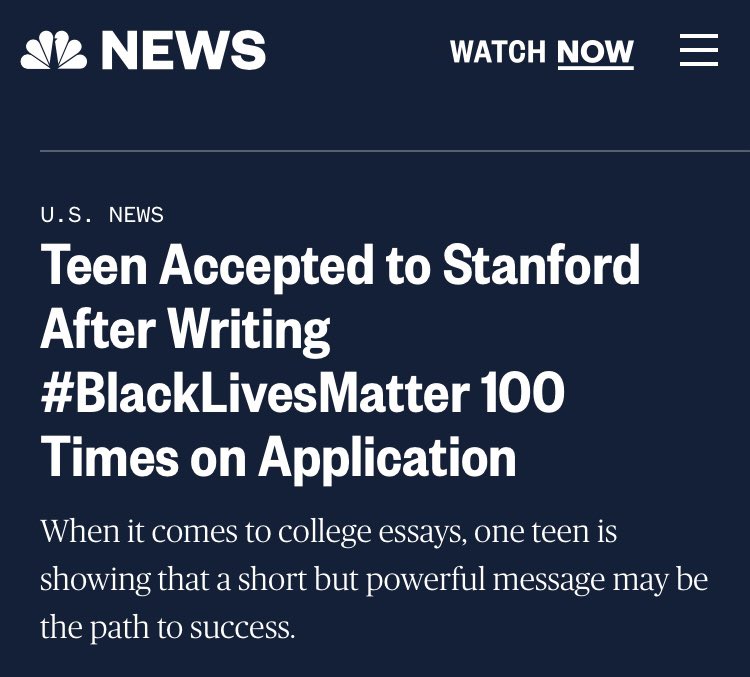 NEWS
WATCH NOW
U.S. NEWS
Teen Accepted to Stanford
After Writing
#BlackLivesMatter 100
Times on Application
When it comes to college essays, one teen is
showing that a short but powerful message may be
the path to success.